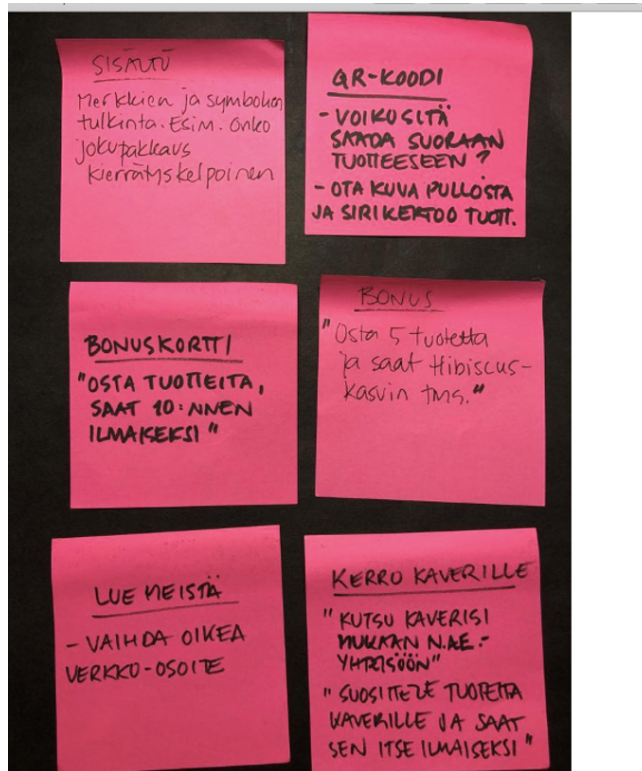 SISÄLTÖ
Merkkien ja symbolien
tulkinta. Esim. Onko
joku pakkaus
kierrätyskelpoinen
QR-KOODI
- VOIKO SITÄ
SAADA SUORAAN
TUOTTEESEEN?
- OTA KUVA PULLOSTA
JA SIRI KERTOO TUOTT.
BONUSKORTTI
"OSTA TUOTTEITA,
SAAT 10:NNEN
ILMAISEKSI"
BONUS
"Osta 5 tuotetta
ja saat Hibiscus-
kasvin tms."
LUE MEISTÄ
- VAIHDA OIKEA
VERKKO-OSOITE
KERRO KAVERILLE
"KUTSU KAVERISI
MUKAAN N.AE.-
YHTEISÖÖN"
"SUOSITTELE TUOTETTA
KAVERILLE JA SAAT
SEN ITSE ILMAISEKSI"